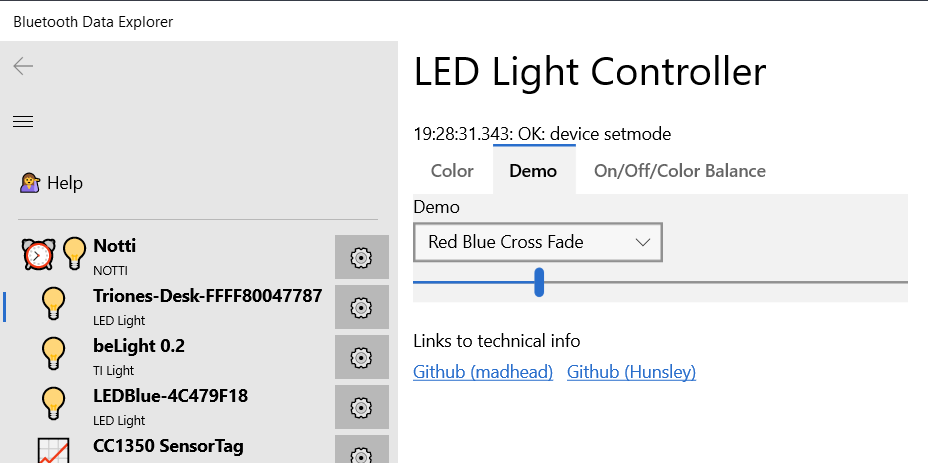 Bluetooth Data Explorer
Help
Notti
NOTTI
Triones-Desk-FFFF80047787
LED Light
beLight 0.2
TI Light
LEDBlue-4C479F18
LED Light
CC1350 SensorTag
LED Light Controller
19:28:31.343: OK: device setmode
Color Demo On/Off/Color Balance
Demo
Red Blue Cross Fade
Links to technical info
Github (madhead) Github (Hunsley)